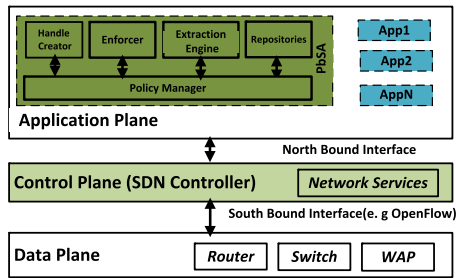 Handle
Creator
Enforcer
Extraction
Engine
Repositories
Policy Manager
PbSA
App1
App2
AppN
Application Plane
North Bound Interface
Control Plane (SDN Controller)
Network Services
South Bound Interface(e. g OpenFlow)
Data Plane
Router
Switch
WAP